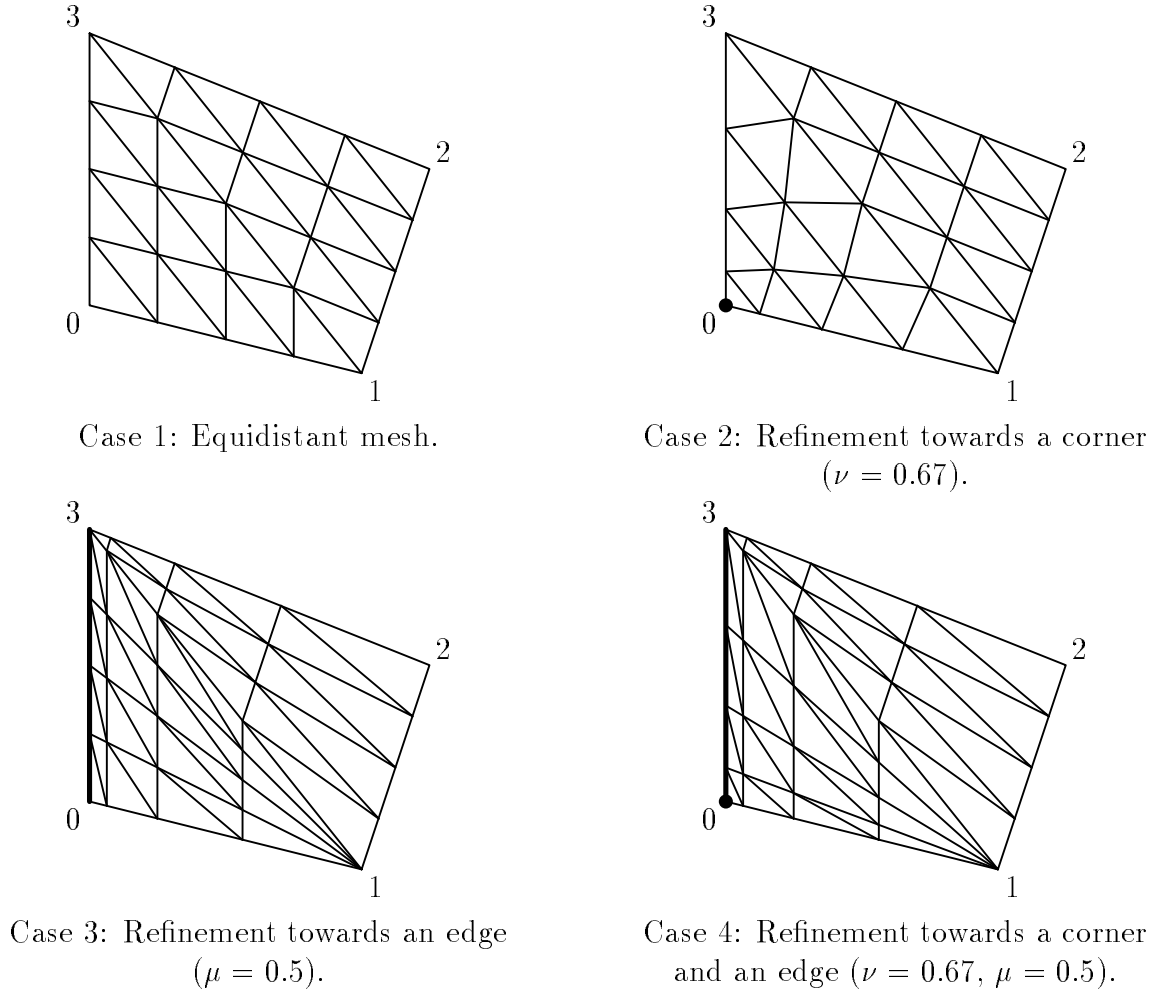 3
3
2
2
0
0
1
1
Case 1: Equidistant mesh.
Case 2: Refinement towards a corner
(ν = 0.67).
3
3
2
2
0
0
1
1
Case 3: Refinement towards an edge
(μ = 0.5).
Case 4: Refinement towards a corner
and an edge (ν = 0.67, μ = 0.5).